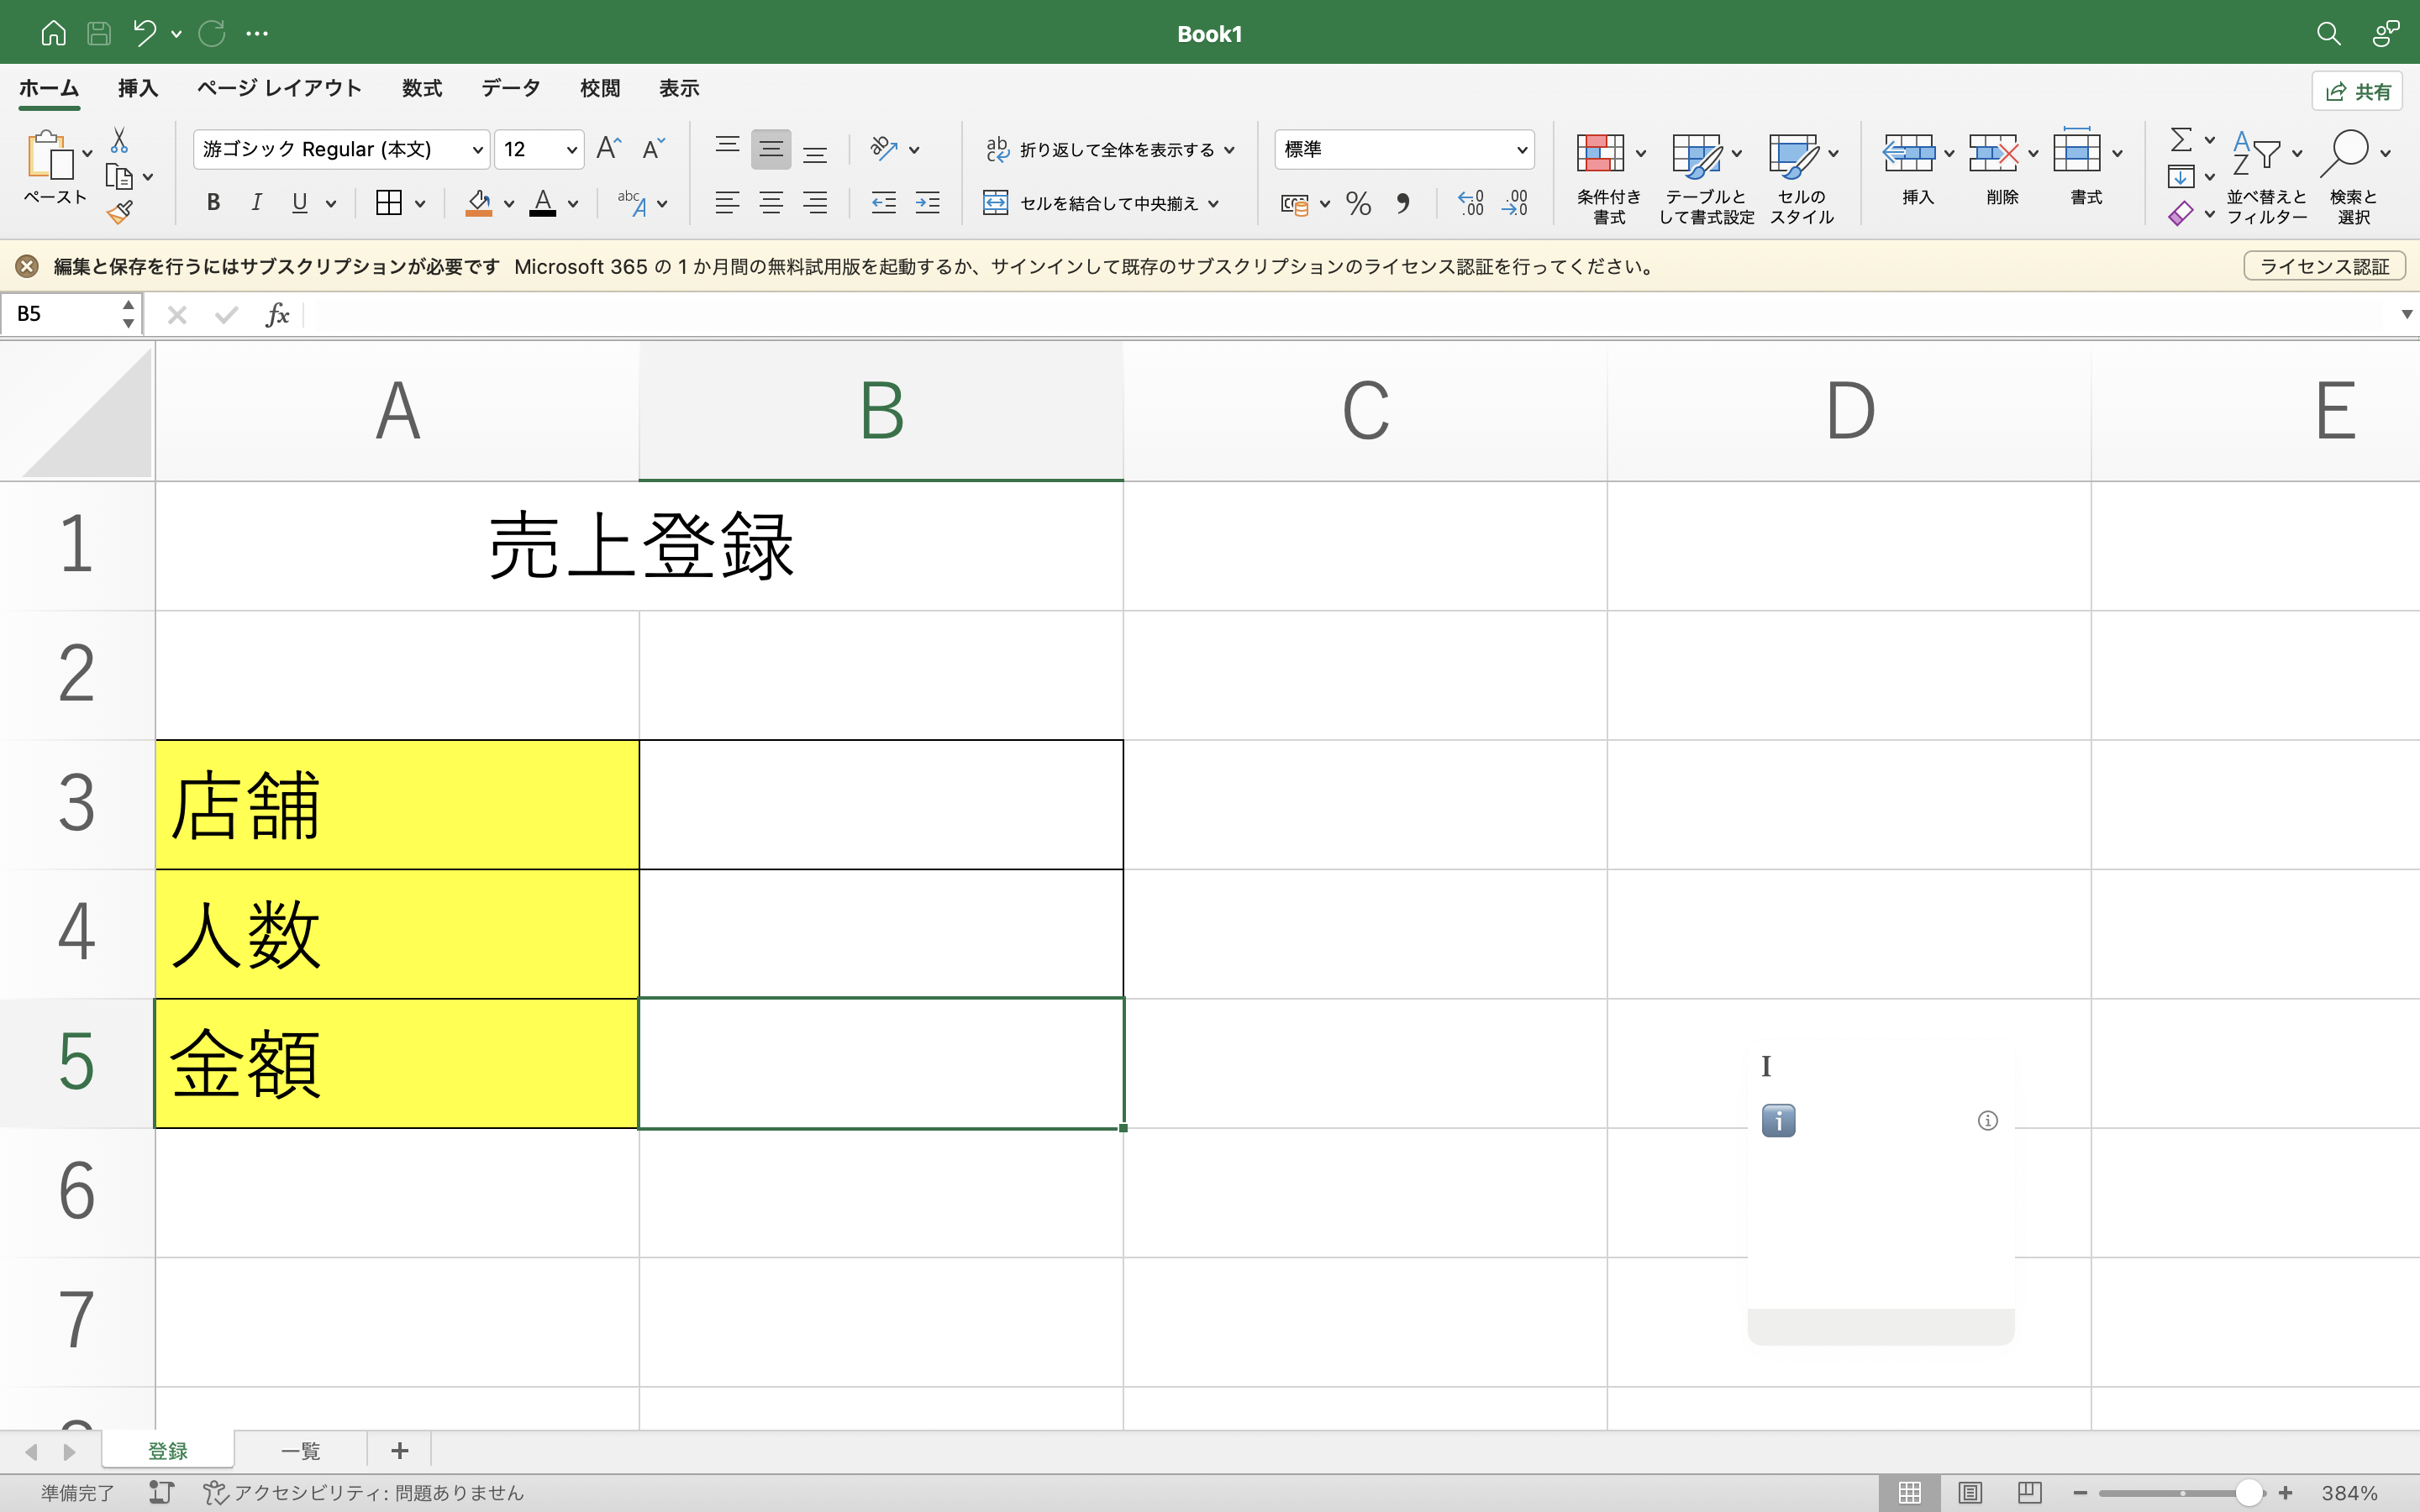 Book1
ホーム 挿入 ページ レイアウト 数式 データ 校閲 表示 共有
ペースト
游ゴシック Regular (本文) 12
折り返して全体を表示する
セルを結合して中央揃え
標準
条件付き書式
テーブルとして書式設定
セルのスタイル
挿入 削除 書式
並べ替えとフィルター
検索と選択
編集と保存を行うにはサブスクリプションが必要です Microsoft 365 の 1 か月間の無料試用版を起動するか、サインインして既存のサブスクリプションのライセンス認証を行ってください。 ライセンス認証
B5 fx
A B C D E
1 売上登録
2
3 店舗
4 人数
5 金額
6
7
登録 一覧 +
準備完了 アクセシビリティ: 問題ありません 384%